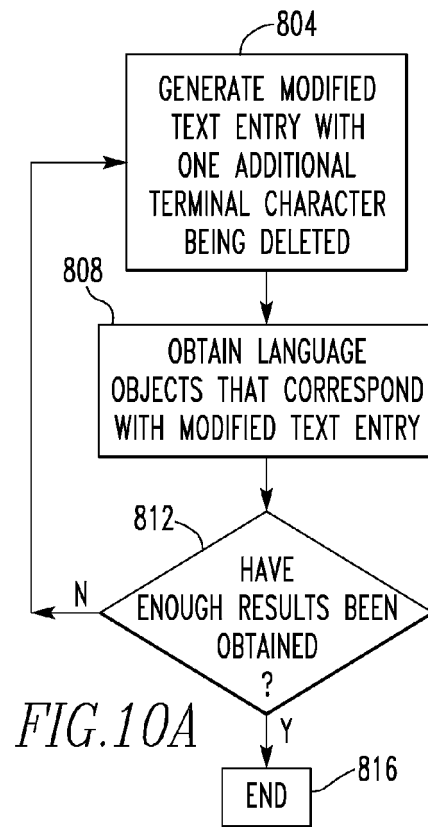 804
GENERATE MODIFIED
TEXT ENTRY WITH
ONE ADDITIONAL
TERMINAL CHARACTER
BEING DELETED
808
OBTAIN LANGUAGE
OBJECTS THAT CORRESPOND
WITH MODIFIED TEXT ENTRY
812
HAVE
ENOUGH RESULTS BEEN
OBTAINED
?
N
Y
FIG.10A
END
816